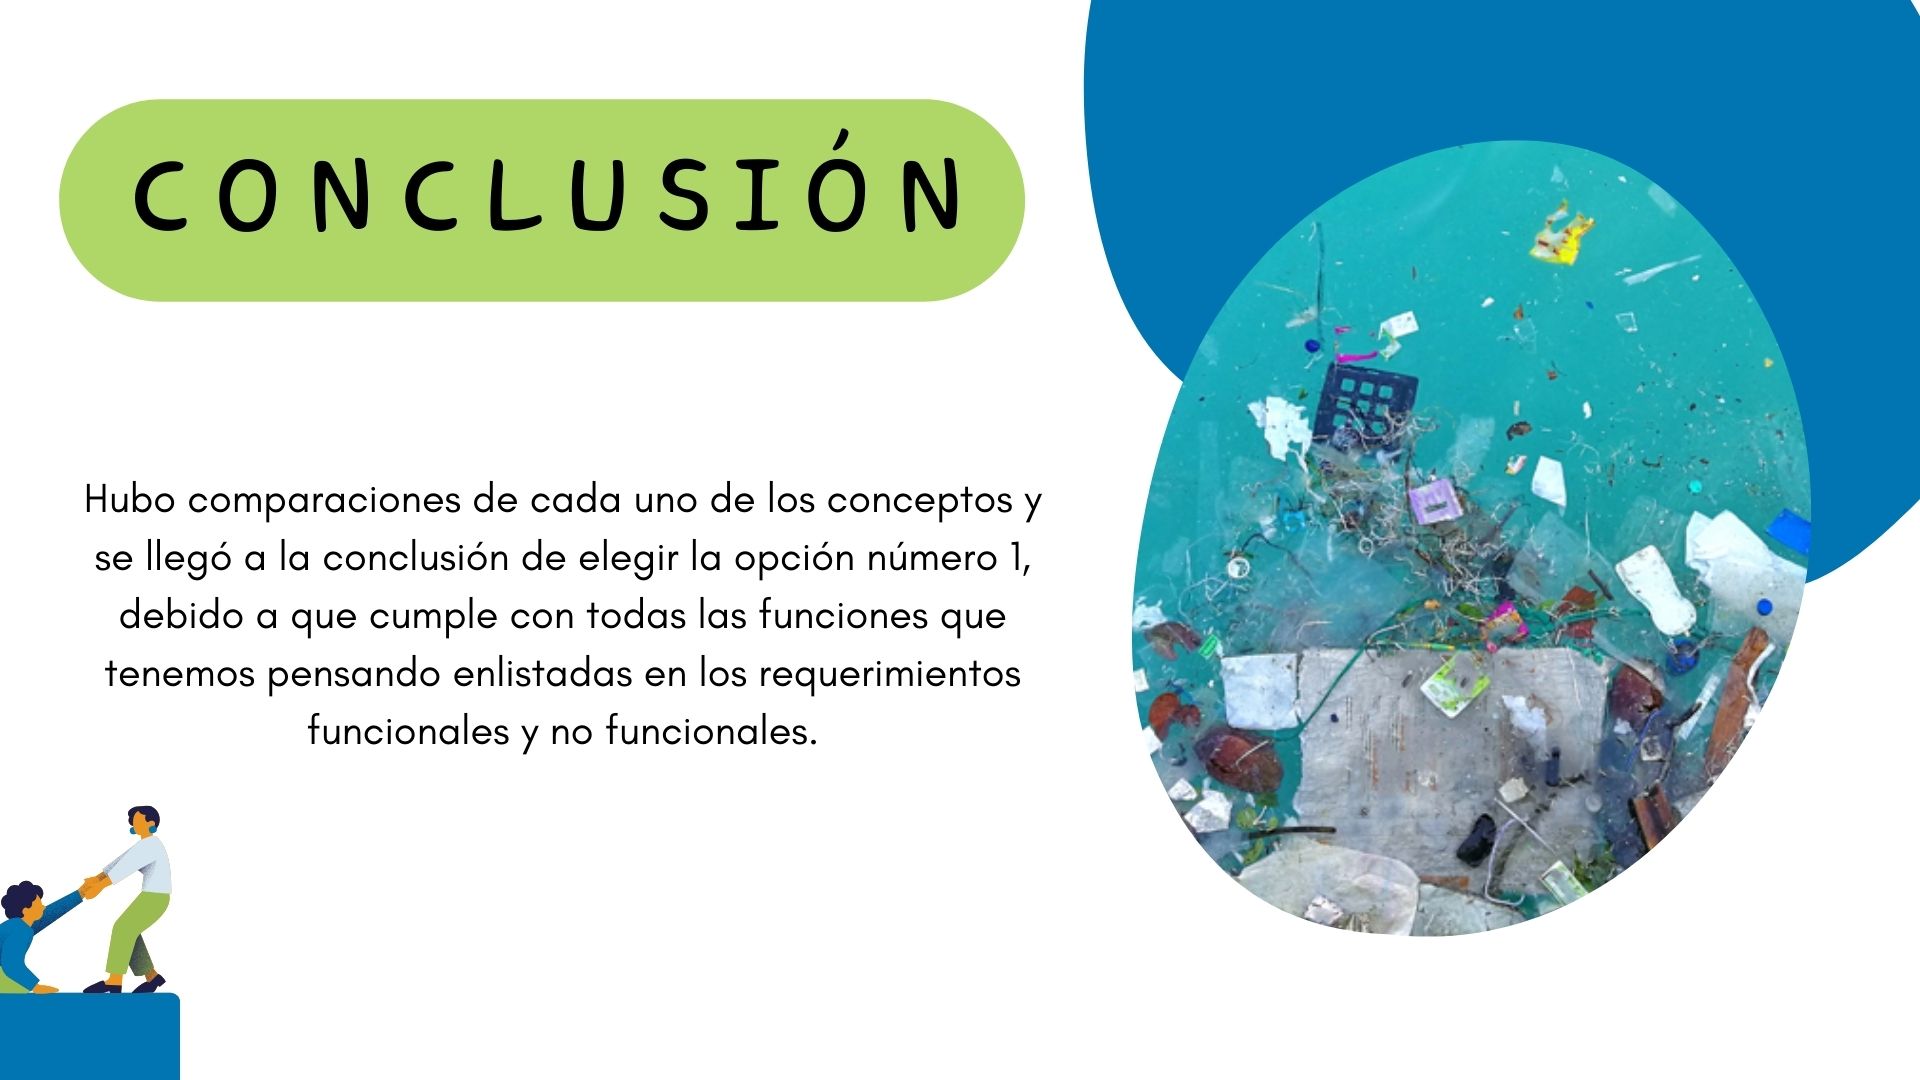 CONCLUSIÓN
Hubo comparaciones de cada uno de los conceptos y
se llegó a la conclusión de elegir la opción número 1,
debido a que cumple con todas las funciones que
tenemos pensando enlistadas en los requerimientos
funcionales y no funcionales.